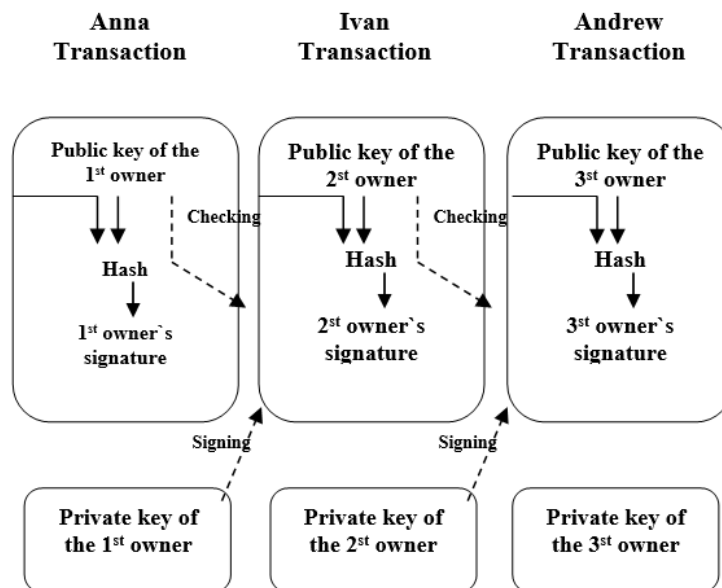 Anna
Transaction
Ivan
Transaction
Andrew
Transaction
Public key of the
1st owner
Hash
1st owner`s
signature
Checking
Public key of the
2nd owner
Hash
2nd owner`s
signature
Checking
Public key of the
3rd owner
Hash
3rd owner`s
signature
Signing
Signing
Private key of
the 1st owner
Private key of
the 2nd owner
Private key of
the 3rd owner